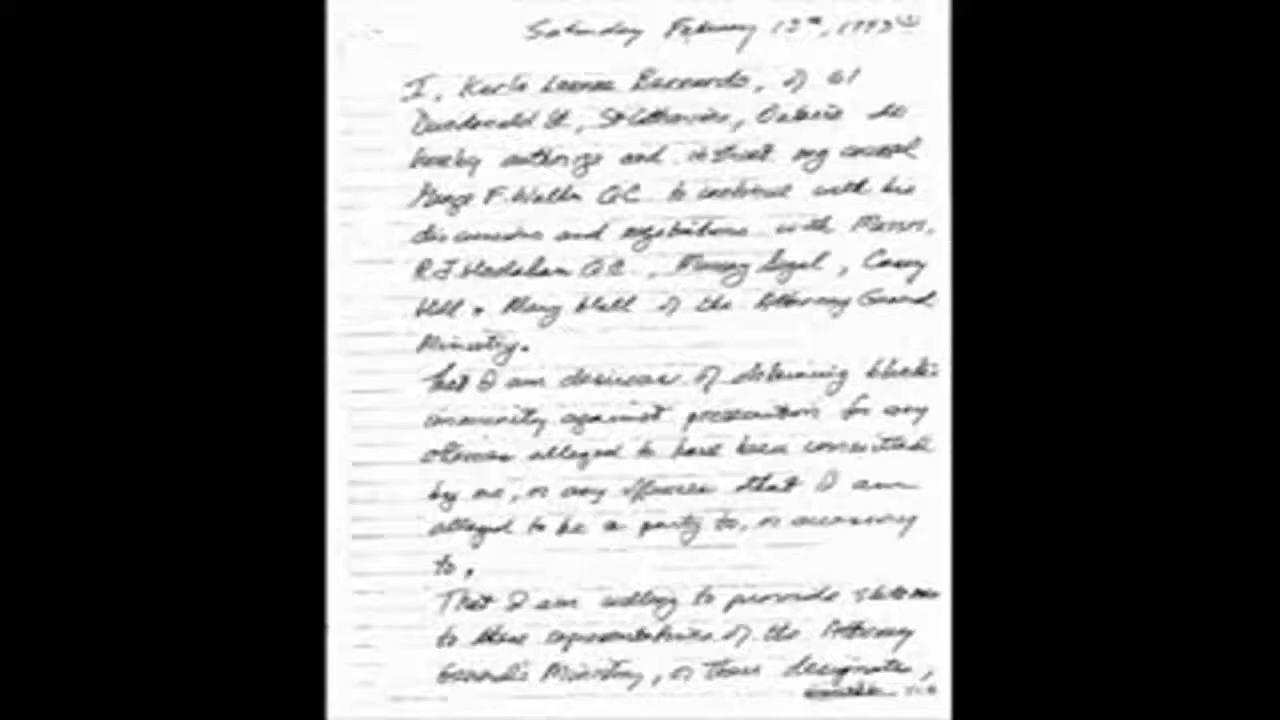 Saturday February 13th, 1993
I, Karla Leanne Bernardo, of 61
Dundonald St, St Catharines, Ontario do
hereby authorize and instruct my counsel
George F. Walker QC to continue with his
discussions and negotiations with Messrs.
Murray Segal, Casey
Hill + Mary Hall of the Attorney General
Ministry.
That I am desirous of obtaining blanket
immunity against prosecution for any
offences alleged to have been committed
by me, or any offences that I am
alleged to be a party to, or accessory
to.
That I am willing to provide
to these representatives of the Attorney
General's Ministry, or those designate,